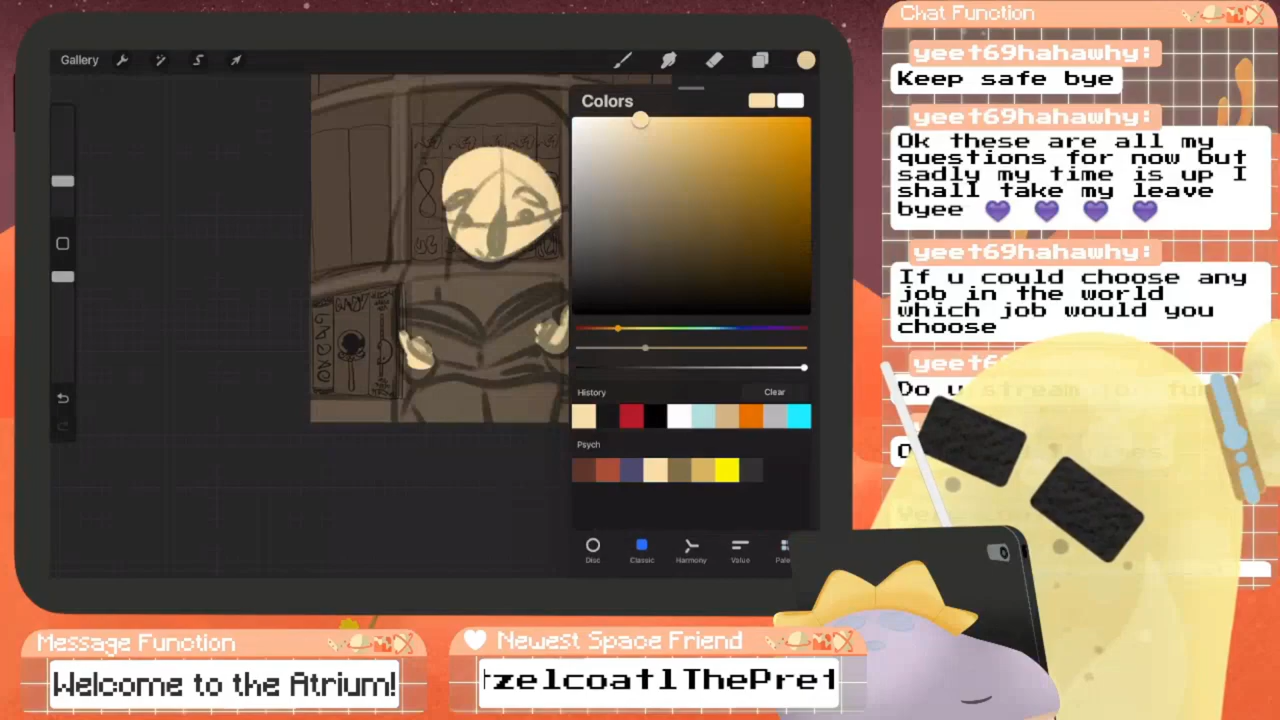 Gallery
Colors
History
Clear
Psych
Disc
Classic
Harmony
Value
Chat Function
yeet69hahawhy:
Keep safe bye
yeet69hahawhy:
Ok these are all my
questions for now but
sadly my time is up I
shall take my leave
byee 💜 💜 💜 💜
yeet69hahawhy:
If u could choose any
job in the world
which job would you
choose
Do u stream
Message Function
Welcome to the Atrium!
Newest Space Friend
tzelcoatlThePret